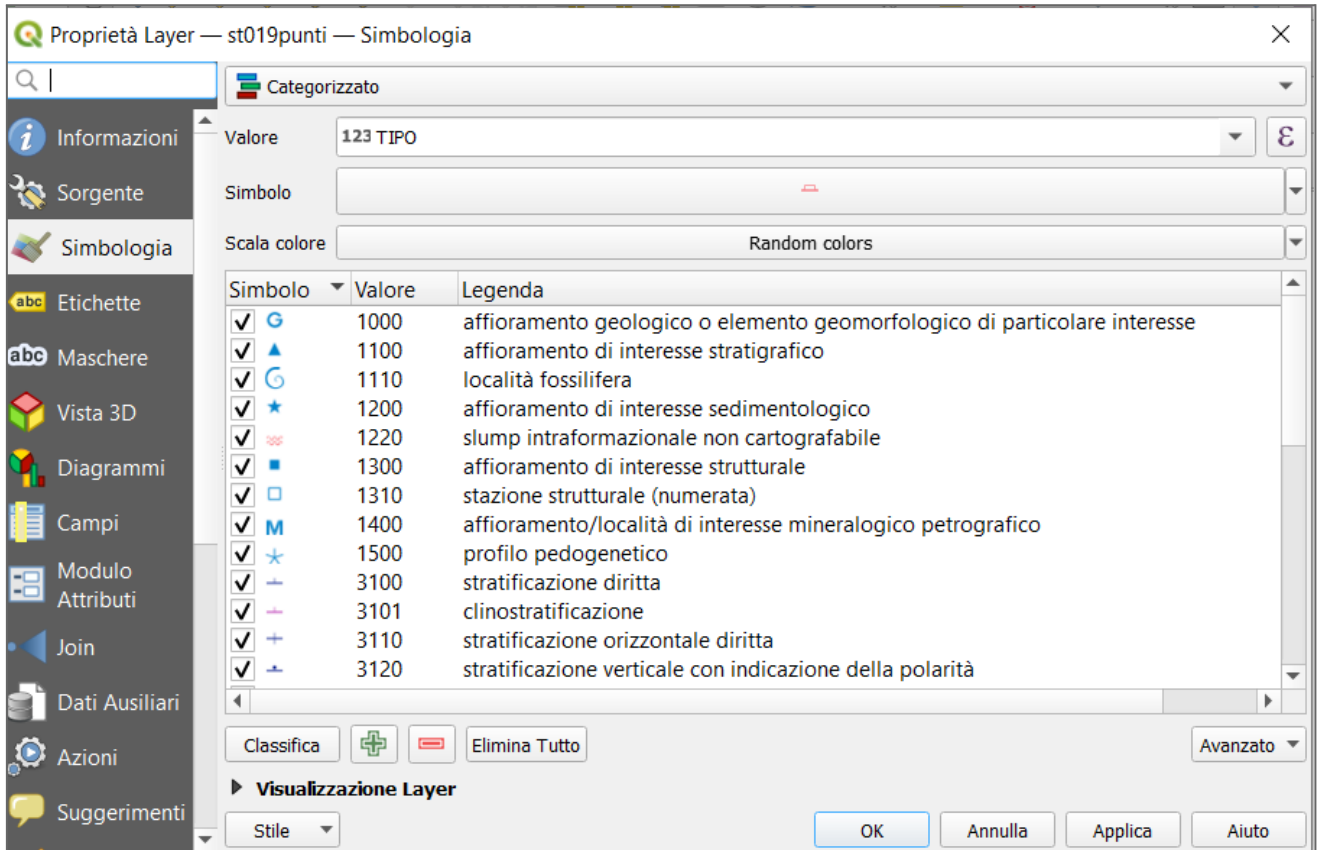 Proprietà Layer — st019punti — Simbologia
Categorizzato
Informazioni
Valore
123 TIPO
ε
Sorgente
Simbolo
Simbologia
Scala colore
Random colors
Simbolo Valore Legenda
abc Etichette
G 1000 affioramento geologico o elemento geomorfologico di particolare interesse
1100 affioramento di interesse stratigrafico
abc Maschere
1110 località fossilifera
1200 affioramento di interesse sedimentologico
Vista 3D
1220 slump intraformazionale non cartografabile
1300 affioramento di interesse strutturale
Diagrammi
1310 stazione strutturale (numerata)
Campi
M 1400 affioramento/località di interesse mineralogico petrografico
1500 profilo pedogenetico
Modulo
Attributi
3100 stratificazione diritta
3101 clinostratificazione
Join
3110 stratificazione orizzontale diritta
3120 stratificazione verticale con indicazione della polarità
Dati Ausiliari
Classifica
Elimina Tutto
Avanzato
Azioni
Visualizzazione Layer
Suggerimenti
Stile
OK
Annulla
Applica
Aiuto